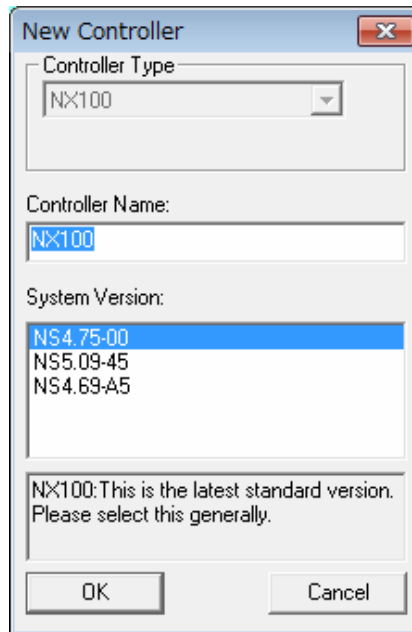 New Controller
Controller Type
NX100
Controller Name:
NX100
System Version:
NS4.75-00
NS5.09-45
NS4.69-A5
NX100:This is the latest standard version.
Please select this generally.
OK Cancel